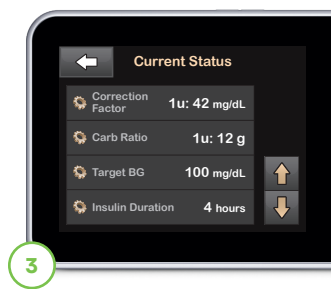 Current Status
Correction Factor 1u: 42 mg/dL
Carb Ratio 1u: 12 g
Target BG 100 mg/dL
Insulin Duration 4 hours
3